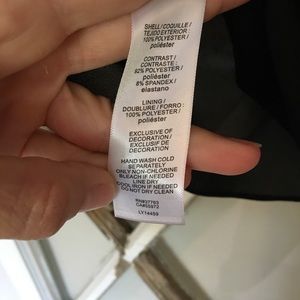 SHELL / COQUILLE /
TEJIDO EXTERIOR :
100% POLYESTER /
poliéster
CONTRAST /
CONTRASTE :
92% POLYESTER /
poliéster
8% SPANDEX /
elastano
LINING /
DOUBLURE / FORRO :
100% POLYESTER /
poliéster
EXCLUSIVE OF
DECORATION /
EXCLUSIF DE
DECORATION
HAND WASH COLD
SEPARATELY
ONLY NON-CHLORINE
BLEACH IF NEEDED
LINE DRY
COOL IRON IF NEEDED
DO NOT DRY CLEAN
LY14489